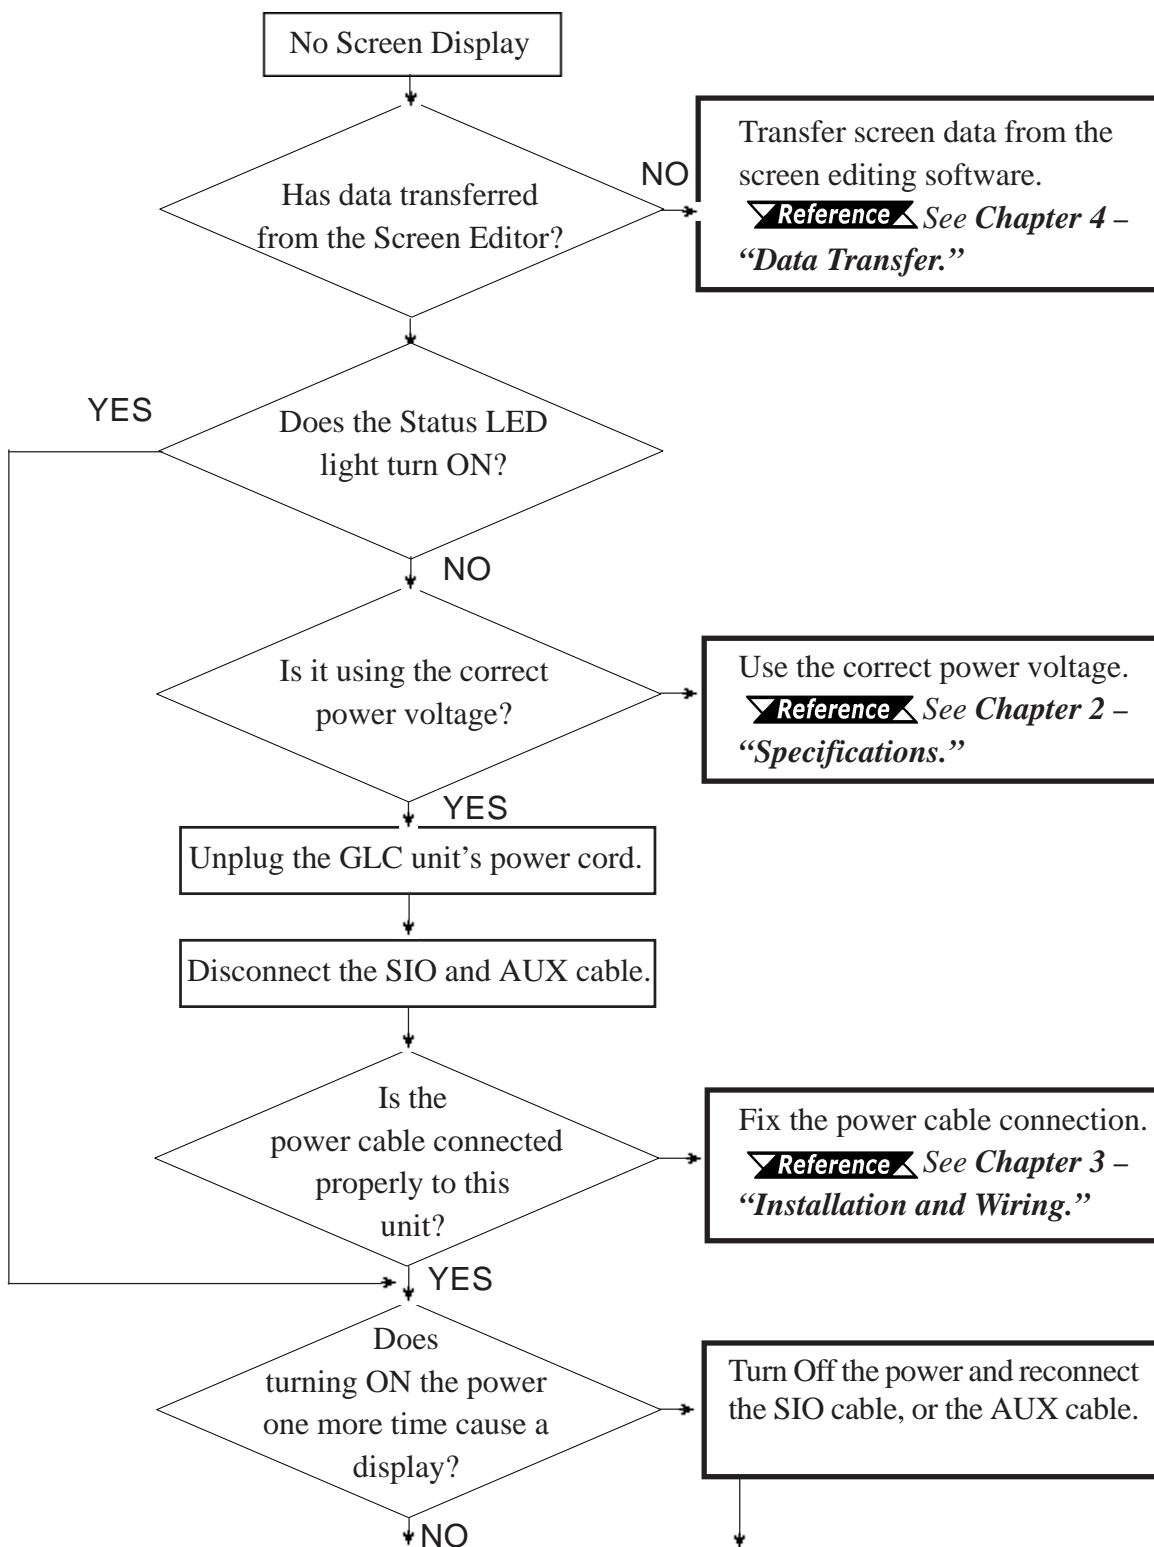 No Screen Display
Has data transferred
from the Screen Editor?
NO
Transfer screen data from the
screen editing software.
Reference See Chapter 4 –
“Data Transfer.”
YES
Does the Status LED
light turn ON?
NO
Is it using the correct
power voltage?
Use the correct power voltage.
Reference See Chapter 2 –
“Specifications.”
YES
Unplug the GLC unit's power cord.
Disconnect the SIO and AUX cable.
Is the
power cable connected
properly to this
unit?
Fix the power cable connection.
Reference See Chapter 3 –
“Installation and Wiring.”
YES
Does
turning ON the power
one more time cause a
display?
Turn Off the power and reconnect
the SIO cable, or the AUX cable.
NO